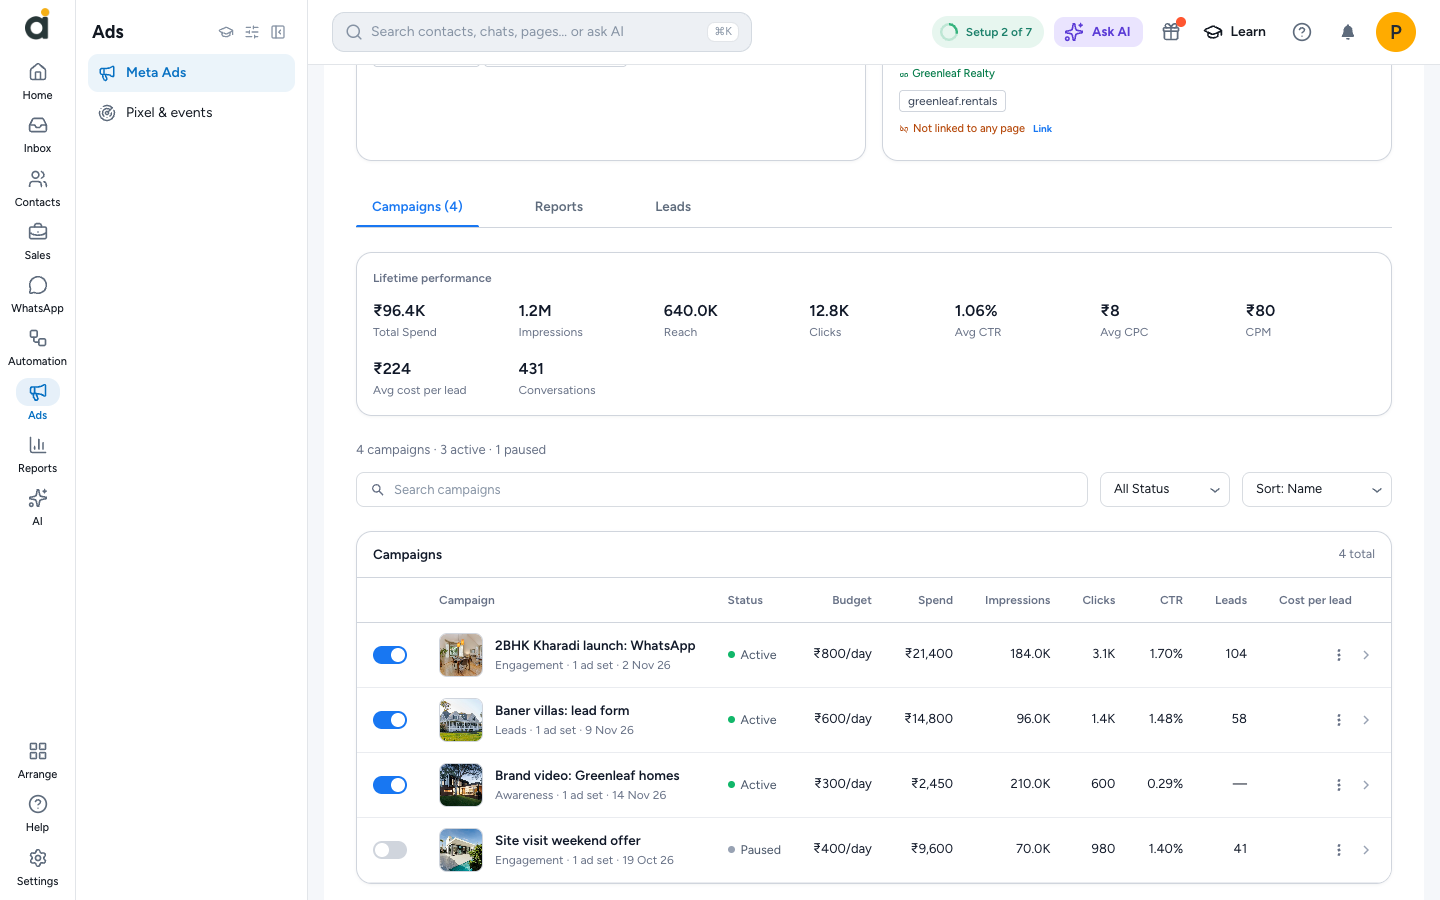 Ads
Search contacts, chats, pages... or ask AI
⌘K
Setup 2 of 7
Ask AI
Learn
P
Home
Inbox
Contacts
Sales
WhatsApp
Automation
Ads
Reports
AI
Arrange
Help
Settings
Meta Ads
Pixel & events
Greenleaf Realty
greenleaf.rentals
Not linked to any page Link
Campaigns (4) Reports Leads
Lifetime performance
₹96.4K 1.2M 640.0K 12.8K 1.06% ₹8 ₹80
Total Spend Impressions Reach Clicks Avg CTR Avg CPC CPM
₹224 431
Avg cost per lead Conversations
4 campaigns · 3 active · 1 paused
Search campaigns All Status Sort: Name
Campaigns 4 total
Campaign Status Budget Spend Impressions Clicks CTR Leads Cost per lead
2BHK Kharadi launch: WhatsApp
Engagement · 1 ad set · 2 Nov 26
Active ₹800/day ₹21,400 184.0K 3.1K 1.70% 104
Baner villas: lead form
Leads · 1 ad set · 9 Nov 26
Active ₹600/day ₹14,800 96.0K 1.4K 1.48% 58
Brand video: Greenleaf homes
Awareness · 1 ad set · 14 Nov 26
Active ₹300/day ₹2,450 210.0K 600 0.29% —
Site visit weekend offer
Engagement · 1 ad set · 19 Oct 26
Paused ₹400/day ₹9,600 70.0K 980 1.40% 41